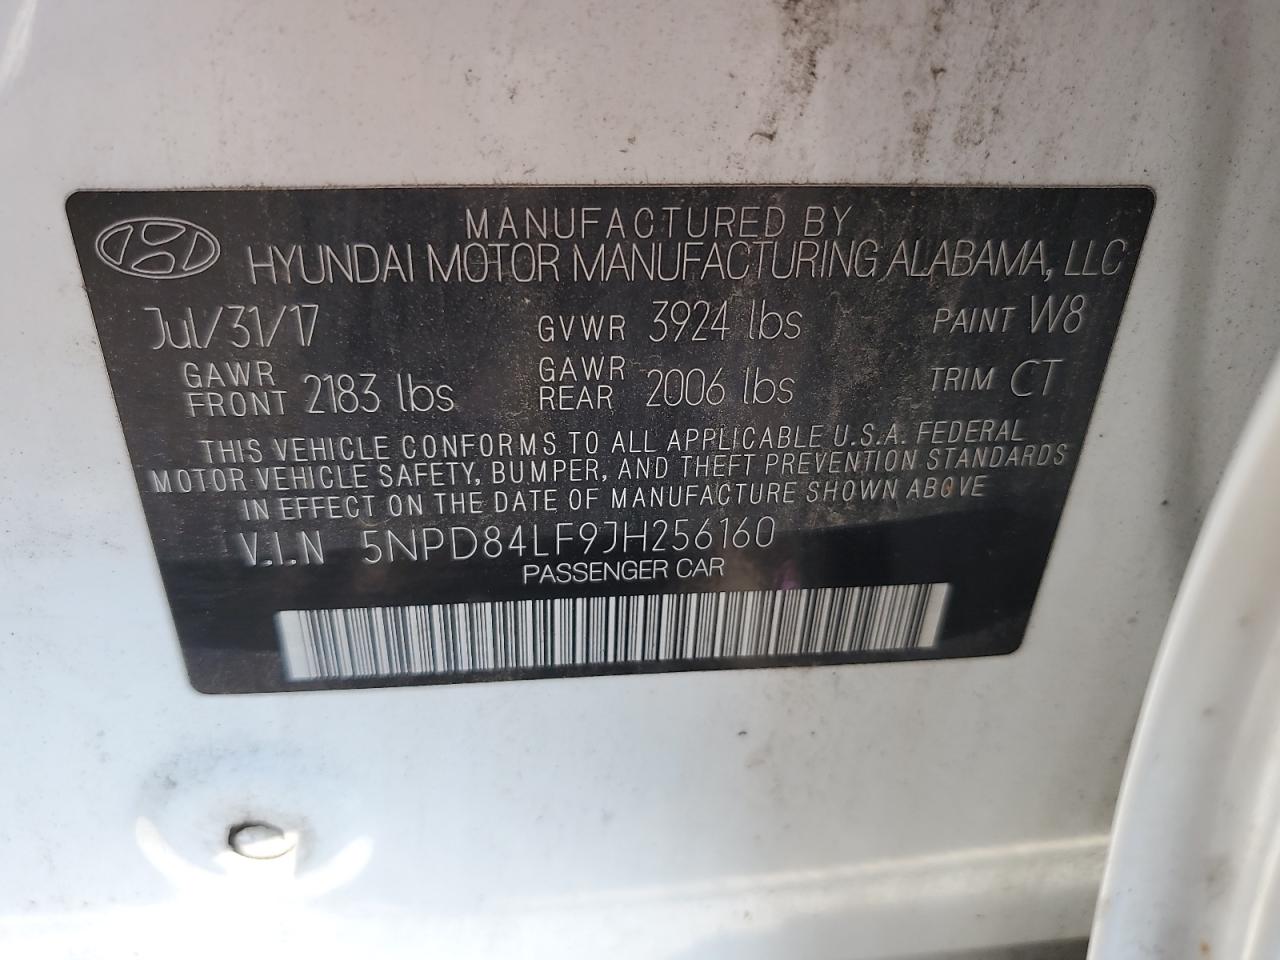 MANUFACTURED BY
HYUNDAI MOTOR MANUFACTURING ALABAMA, LLC
Jul/31/17 GVWR 3924 lbs PAINT W8
GAWR FRONT 2183 lbs GAWR REAR 2006 lbs TRIM CT
THIS VEHICLE CONFORMS TO ALL APPLICABLE U.S.A. FEDERAL
MOTOR VEHICLE SAFETY, BUMPER, AND THEFT PREVENTION STANDARDS
IN EFFECT ON THE DATE OF MANUFACTURE SHOWN ABOVE
V.I.N 5NPD84LF9JH256160
PASSENGER CAR